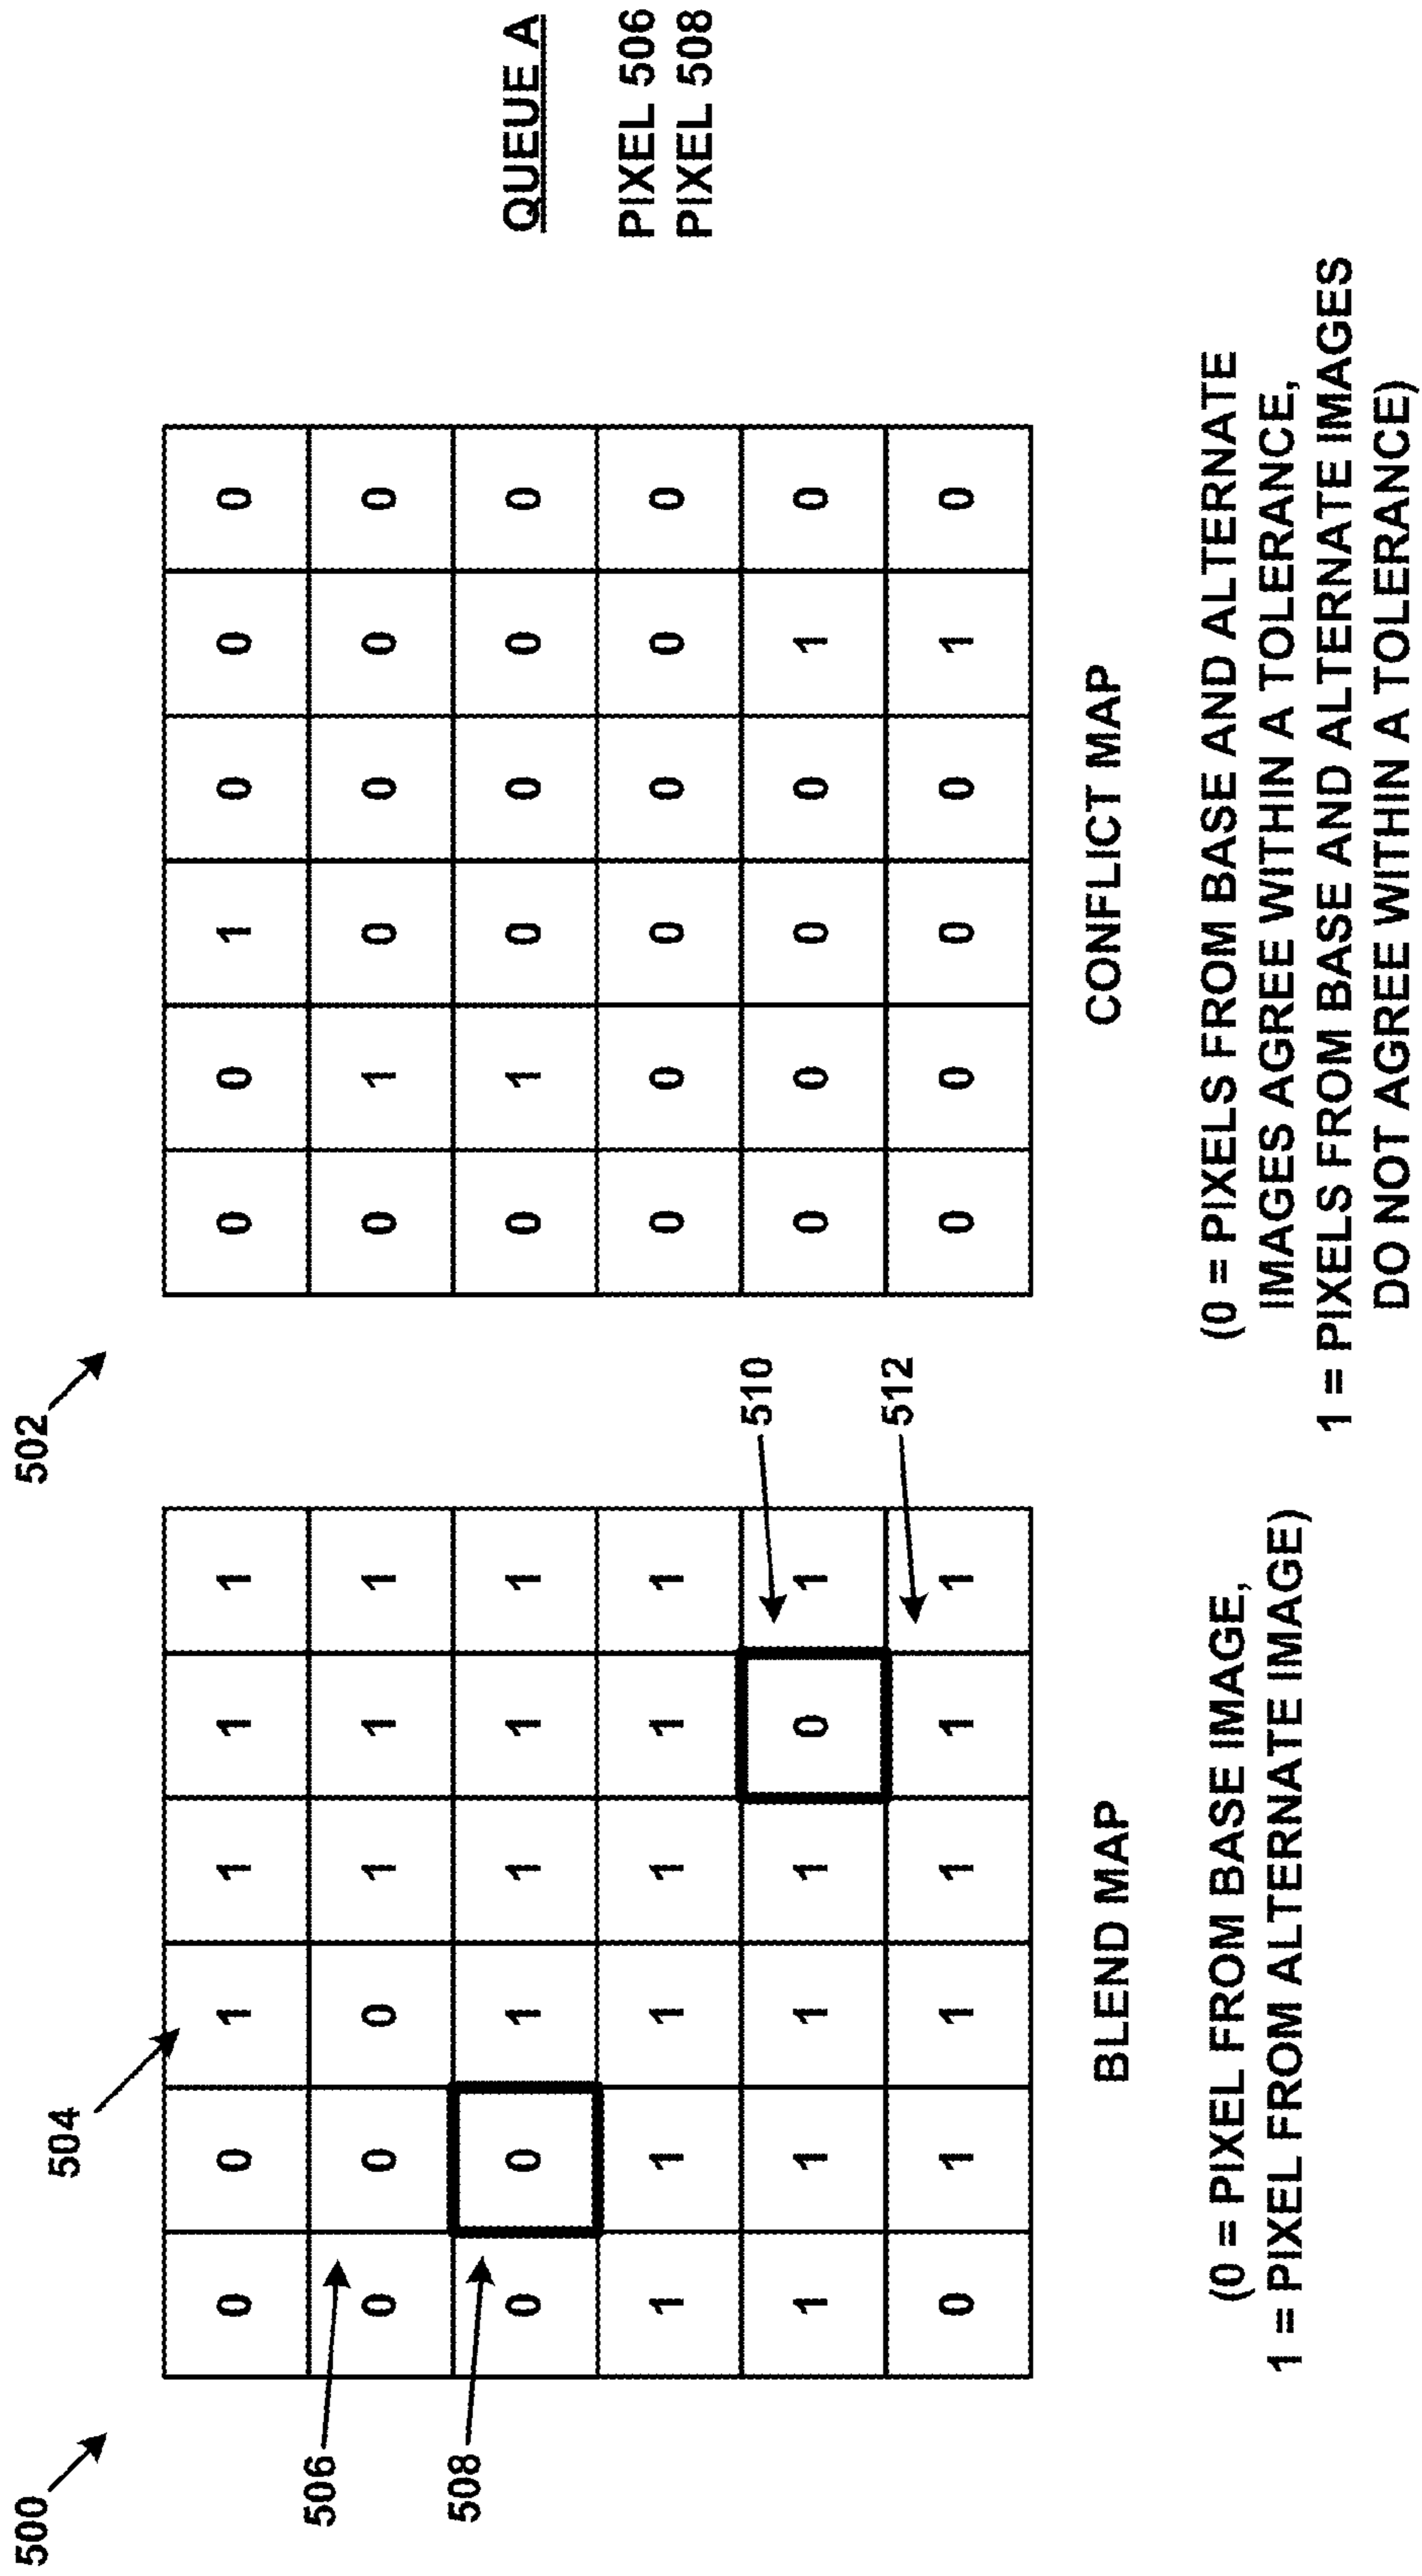 500
504
506
508
0 0 1 1 1 1
0 0 0 1 1 1
0 0 1 1 1 1
1 1 1 1 1 1
1 1 1 1 0 1
0 1 1 1 1 1
510
512
BLEND MAP
(0 = PIXEL FROM BASE IMAGE,
1 = PIXEL FROM ALTERNATE IMAGE)
502
0 0 1 0 0 0
0 1 0 0 0 0
0 1 0 0 0 0
0 0 0 0 0 0
0 0 0 0 1 0
0 0 0 0 1 0
CONFLICT MAP
(0 = PIXELS FROM BASE AND ALTERNATE
IMAGES AGREE WITHIN A TOLERANCE,
1 = PIXELS FROM BASE AND ALTERNATE IMAGES
DO NOT AGREE WITHIN A TOLERANCE)
QUEUE A
PIXEL 506
PIXEL 508